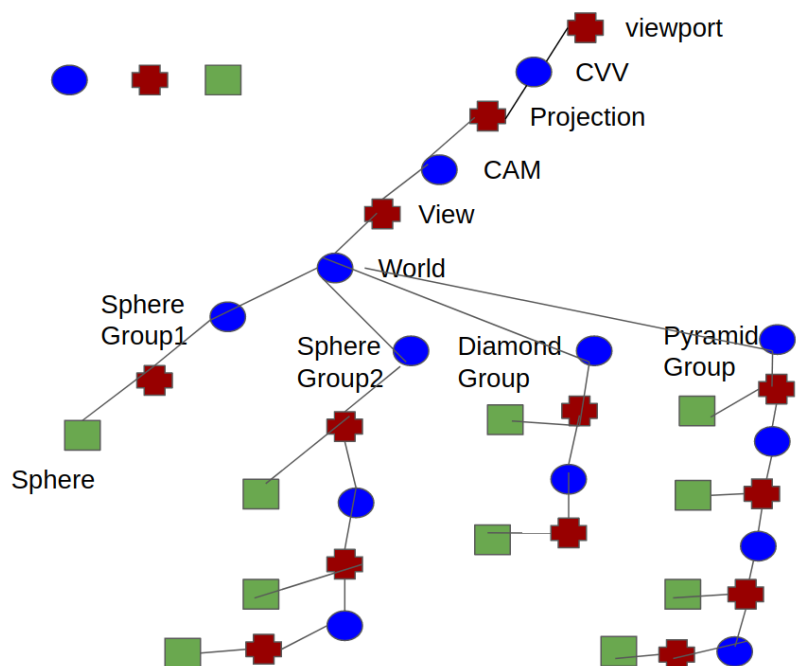 viewport
CVV
Projection
CAM
View
World
Sphere
Group1
Sphere
Group2
Diamond
Group
Pyramid
Group
Sphere